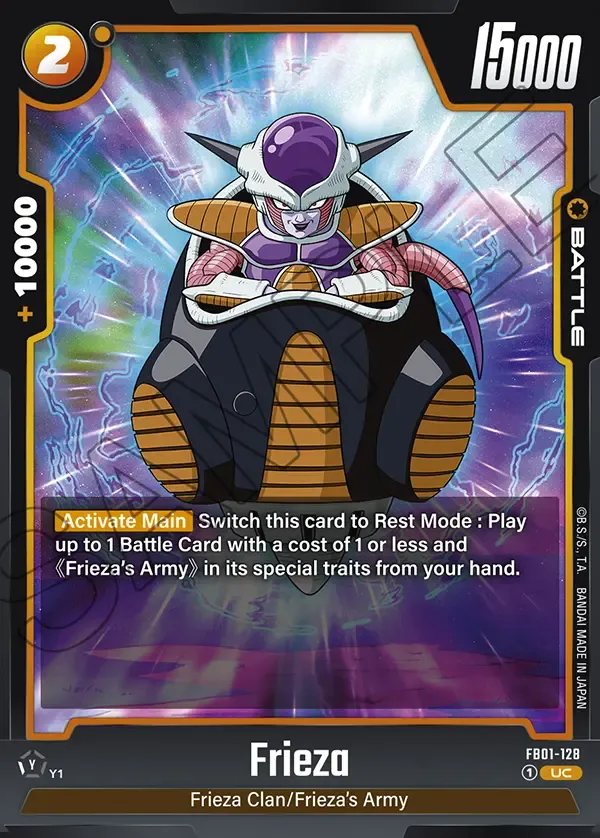 2
15000
+ 10000
BATTLE
SAMPLE
Activate Main Switch this card to Rest Mode : Play
up to 1 Battle Card with a cost of 1 or less and
《Frieza's Army》 in its special traits from your hand.
©B.S./S., T.A. BANDAI MADE IN JAPAN
Y Y1
Frieza
FB01-128
1 UC
Frieza Clan/Frieza's Army